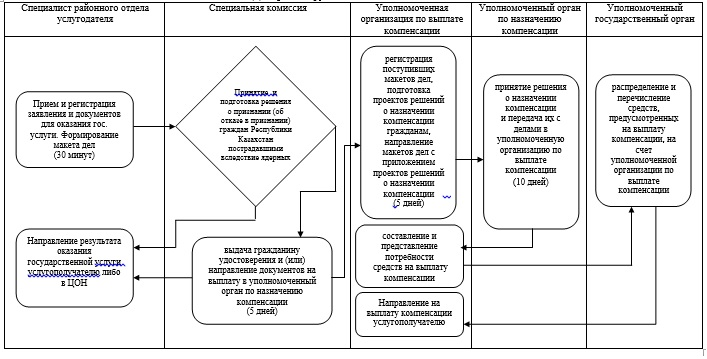 Специалист районного отдела
услугодателя
Специальная комиссия
Уполномоченная
организация по выплате
компенсации
Уполномоченный орган
по назначению
компенсации
Уполномоченный
государственный орган
Прием и регистрация
заявления и документов
для оказания гос.
услуги. Формирование
макета дел
(30 минут)
Принятие и
подготовка решения
о признании (об
отказе в признании)
граждан Республики
Казахстан
пострадавшими
вследствие ядерных
регистрация
поступивших
макетов дел,
подготовка
проектов решений
о назначении
компенсации
гражданам,
направление
макетов дел с
приложением
проектов решений
о назначении
компенсации
(5 дней)
принятие решения
о назначении
компенсации
и передача их с
делами в
уполномоченную
организацию по
выплате
компенсации
(10 дней)
распределение и
перечисление
средств,
предусмотренных
на выплату
компенсации, на
счет
уполномоченной
организации по
выплате
компенсации
Направление результата
оказания
государственной услуги
услугополучателю либо
в ЦОН
выдача гражданину
удостоверения и (или)
направление документов на
выплату в уполномоченный
орган по назначению
компенсации
(5 дней)
составление и
представление
потребности
средств на выплату
компенсации
Направление на
выплату компенсации
услугополучателю